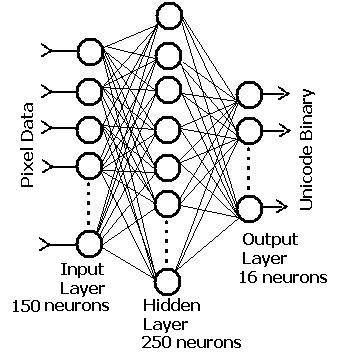 Pixel Data
Unicode Binary
Input
Layer
150 neurons
Hidden
Layer
250 neurons
Output
Layer
16 neurons